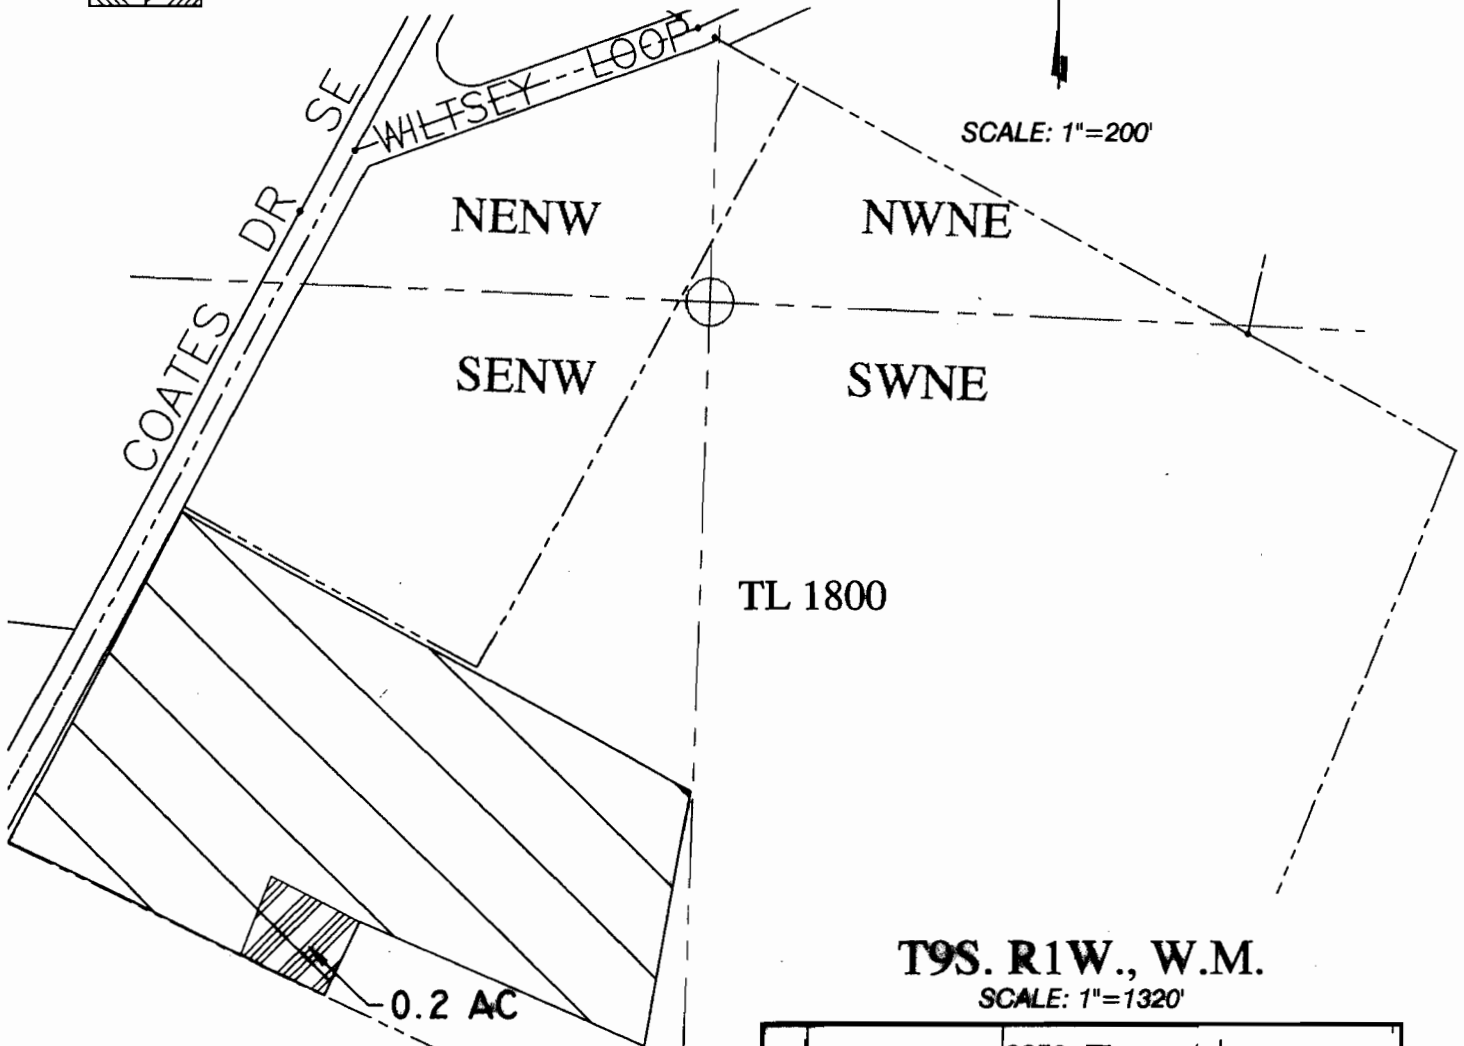 WILTSEY LOOP
COATES DR SE
SCALE: 1"=200'
NENW
NWNE
SENW
SWNE
TL 1800
0.2 AC
T9S. R1W., W.M.
SCALE: 1"=1320'